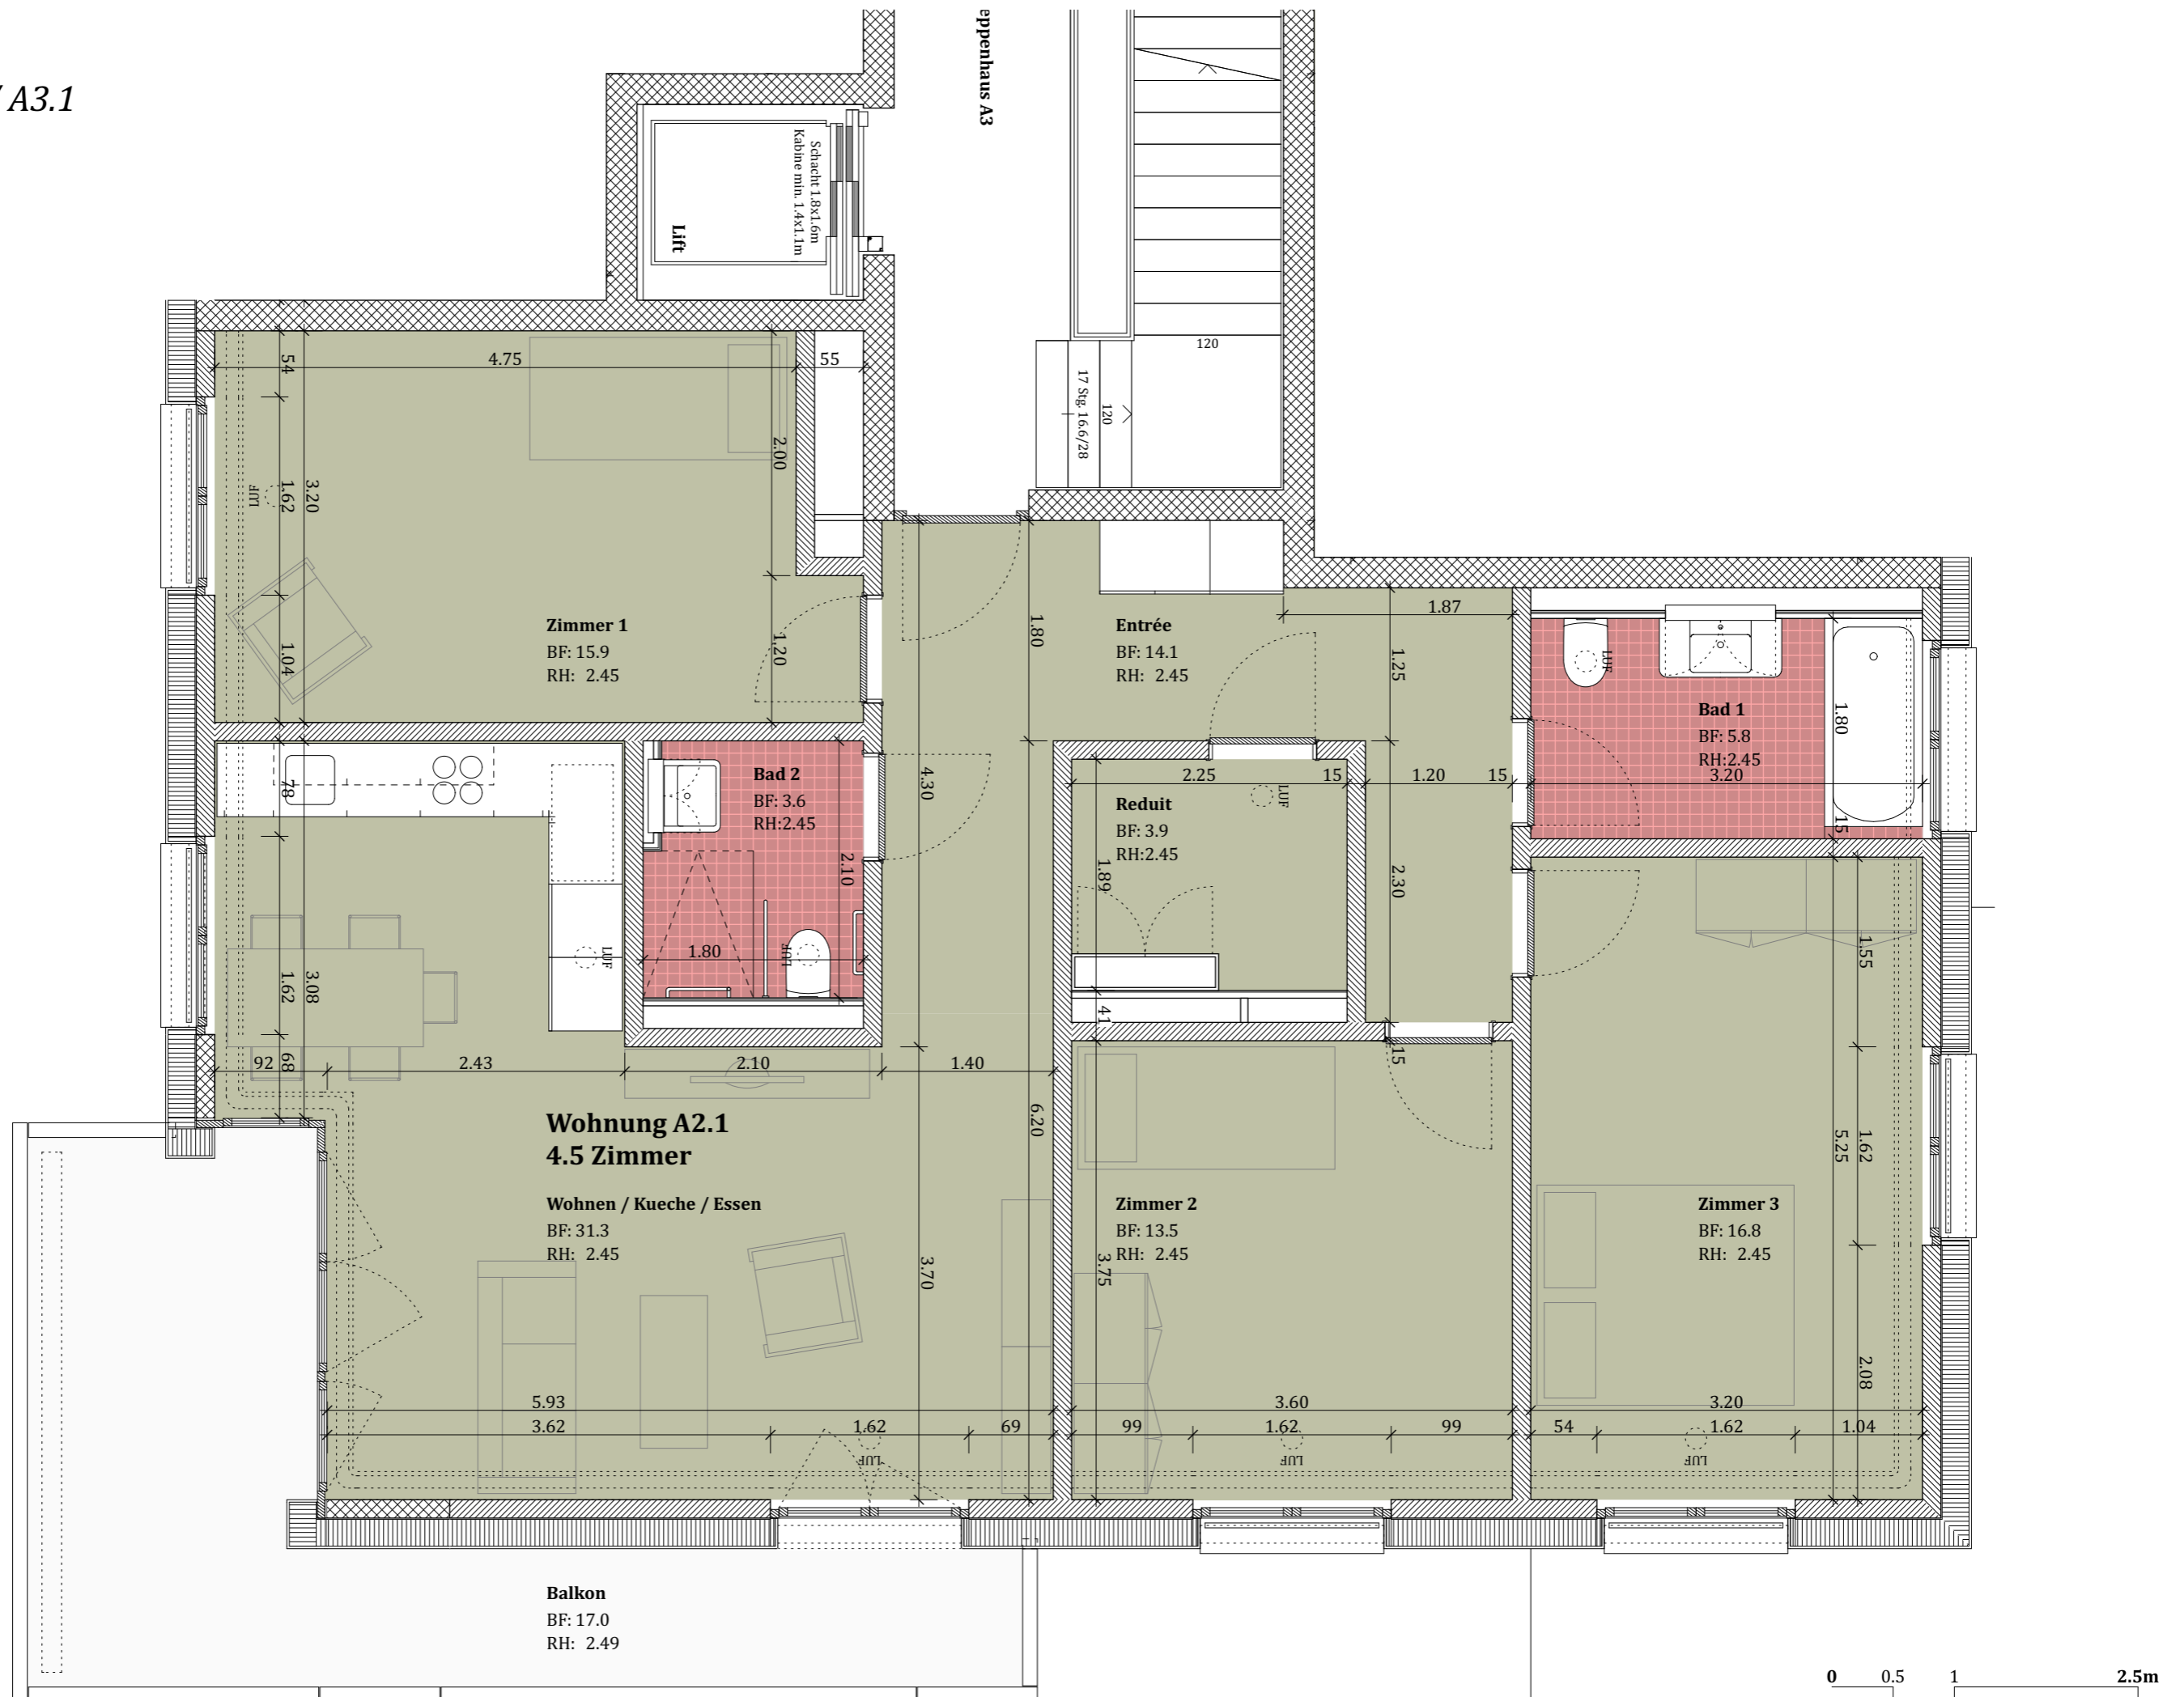 A3.1
eppenhaus A3
Schacht 1.8x1.6m
Kabine min. 1.4x1.1m
Lift
120
17 Stg. 16.6/28
120
4.75
55
54
2.00
1.62
3.20
LUF
1.04
1.20
Zimmer 1
BF: 15.9
RH: 2.45
1.80
Entrée
BF: 14.1
RH: 2.45
1.87
1.25
LUF
Bad 1
BF: 5.8
RH:2.45
1.80
3.20
15
78
Bad 2
BF: 3.6
RH:2.45
4.30
2.10
1.80
LUF
LUF
2.25
15
1.20
15
Reduit
BF: 3.9
RH:2.45
LUF
1.89
2.30
41
15
1.62
3.08
68
92
2.43
2.10
1.40
1.55
1.62
5.25
2.08
Wohnung A2.1
4.5 Zimmer
6.20
Wohnen / Kueche / Essen
BF: 31.3
RH: 2.45
3.70
Zimmer 2
BF: 13.5
RH: 2.45
3.75
Zimmer 3
BF: 16.8
RH: 2.45
5.93
3.60
3.20
3.62
1.62
69
99
1.62
99
54
1.62
1.04
LUF
LUF
LUF
Balkon
BF: 17.0
RH: 2.49
0 0.5 1 2.5m